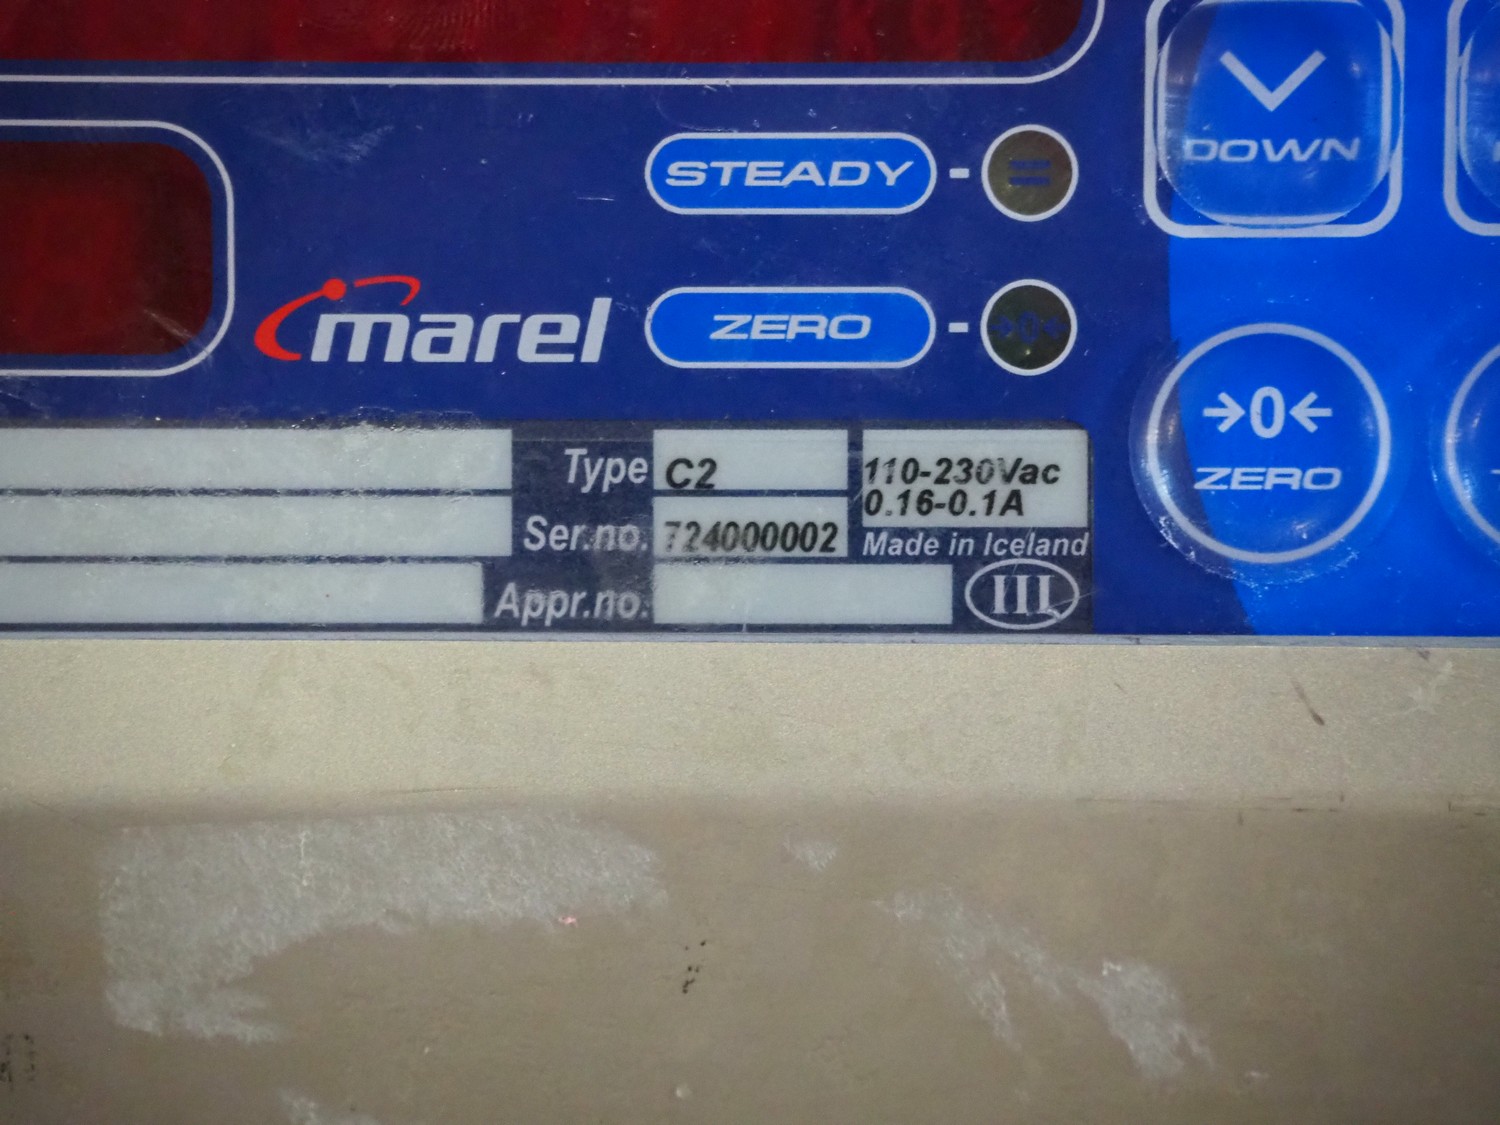 DOWN
STEADY - =
marel
ZERO - →0←
→0←
ZERO
Type C2
110-230Vac
0.16-0.1A
Ser.no. 724000002
Made in Iceland
Appr.no.
III